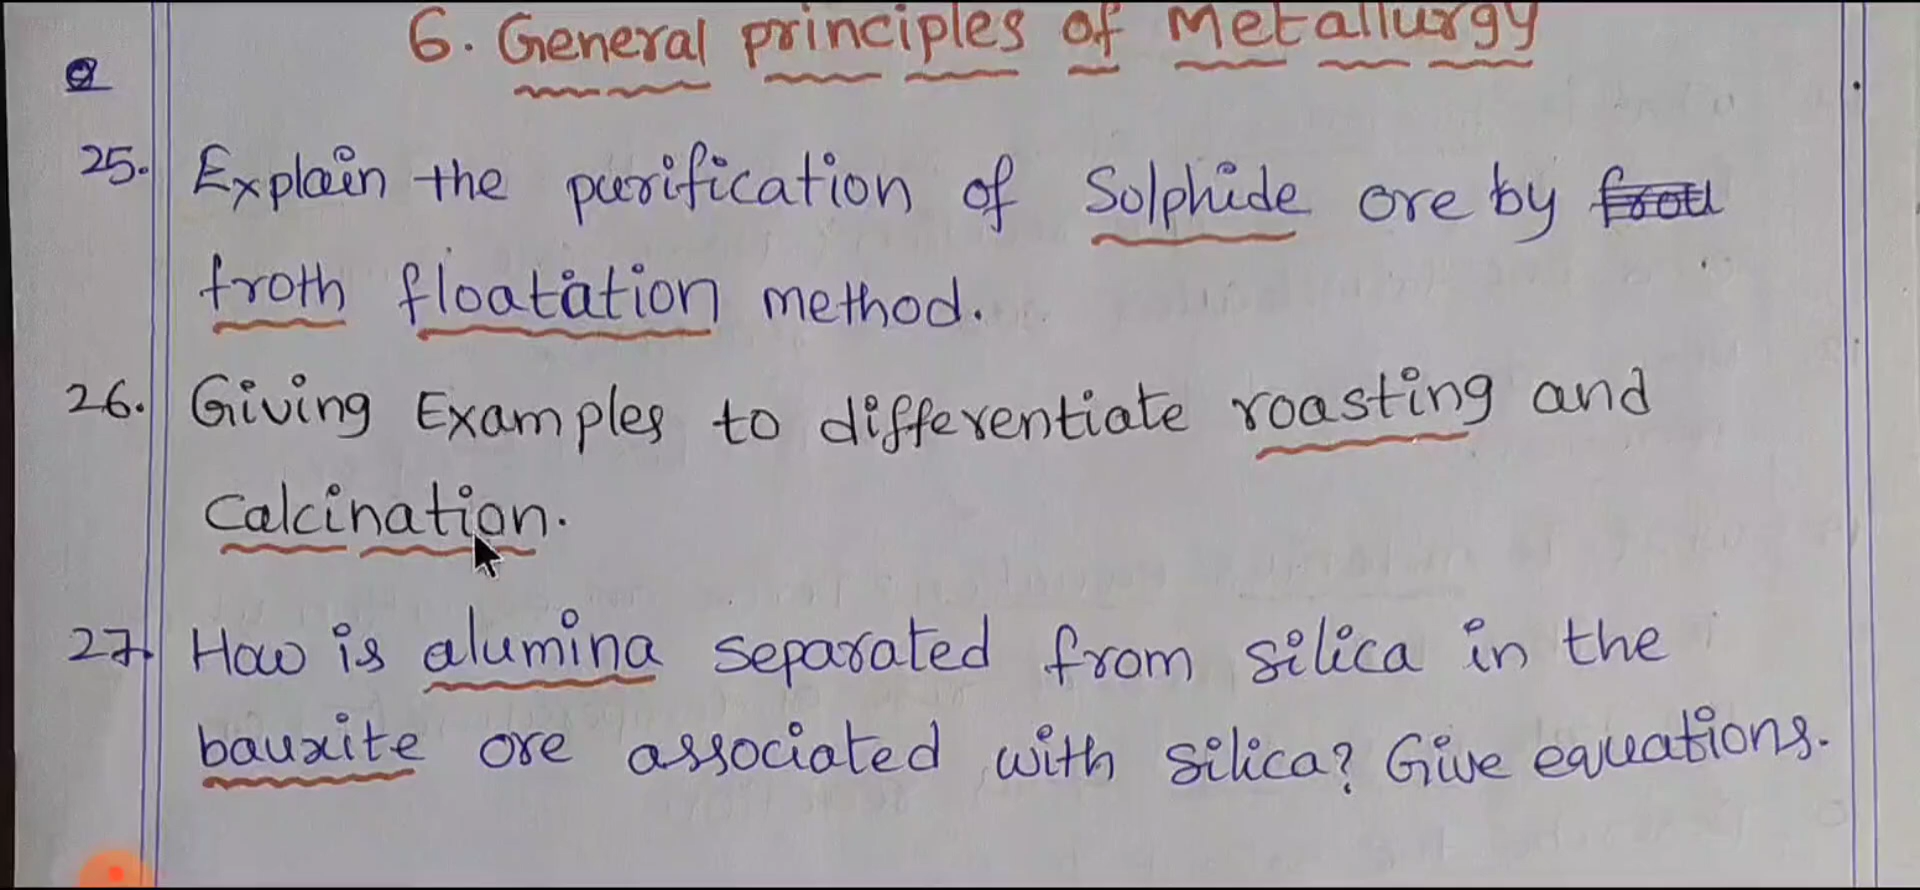 6. General principles of Metallurgy
Q
25. Explain the purification of Solphide ore by
froth floatation method.
26. Giving Examples to differentiate roasting and
Calcination.
27. How is alumina separated from silica in the
bauxite ore associated with silica? Give equations.